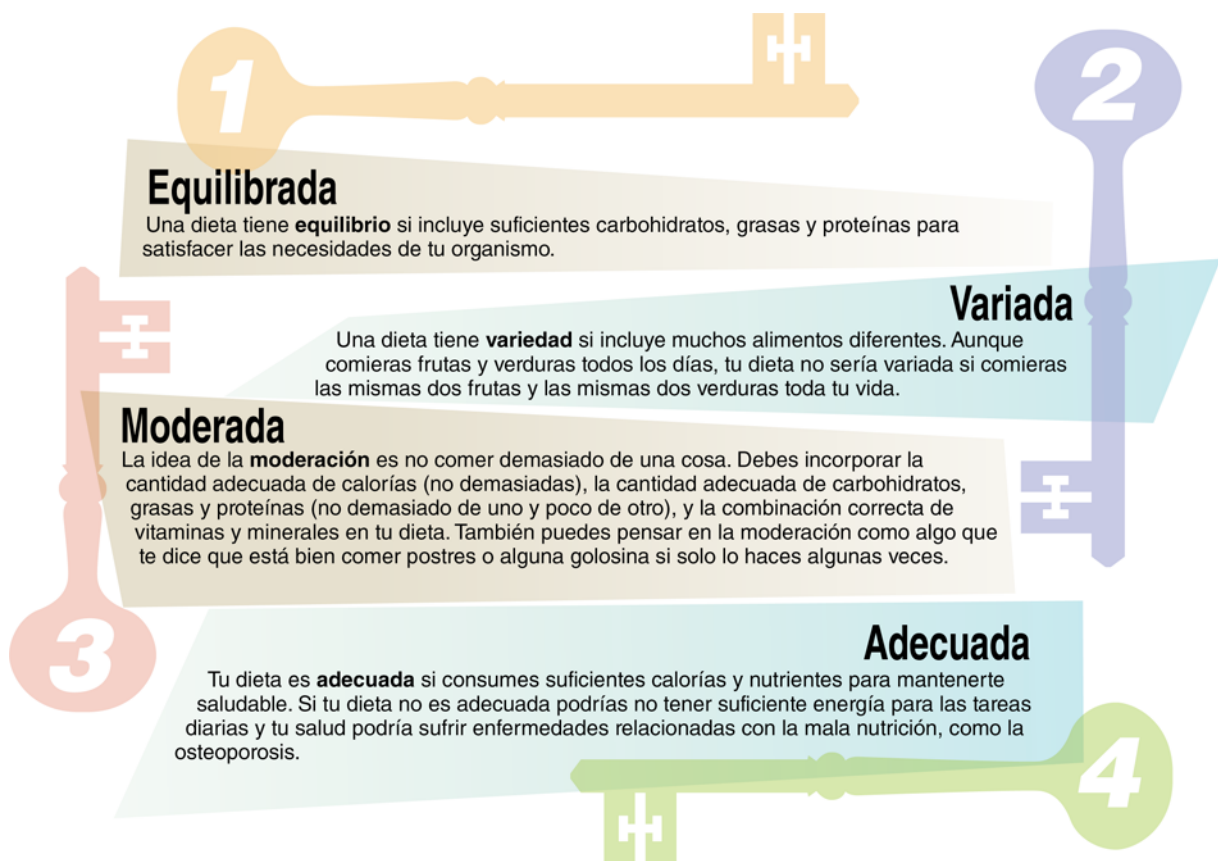 1
Equilibrada
Una dieta tiene equilibrio si incluye suficientes carbohidratos, grasas y proteínas para
satisfacer las necesidades de tu organismo.
2
Variada
Una dieta tiene variedad si incluye muchos alimentos diferentes. Aunque
comieras frutas y verduras todos los días, tu dieta no sería variada si comieras
las mismas dos frutas y las mismas dos verduras toda tu vida.
3
Moderada
La idea de la moderación es no comer demasiado de una cosa. Debes incorporar la
cantidad adecuada de calorías (no demasiadas), la cantidad adecuada de carbohidratos,
grasas y proteínas (no demasiado de uno y poco de otro), y la combinación correcta de
vitaminas y minerales en tu dieta. También puedes pensar en la moderación como algo que
te dice que está bien comer postres o alguna golosina si solo lo haces algunas veces.
4
Adecuada
Tu dieta es adecuada si consumes suficientes calorías y nutrientes para mantenerte
saludable. Si tu dieta no es adecuada podrías no tener suficiente energía para las tareas
diarias y tu salud podría sufrir enfermedades relacionadas con la mala nutrición, como la
osteoporosis.